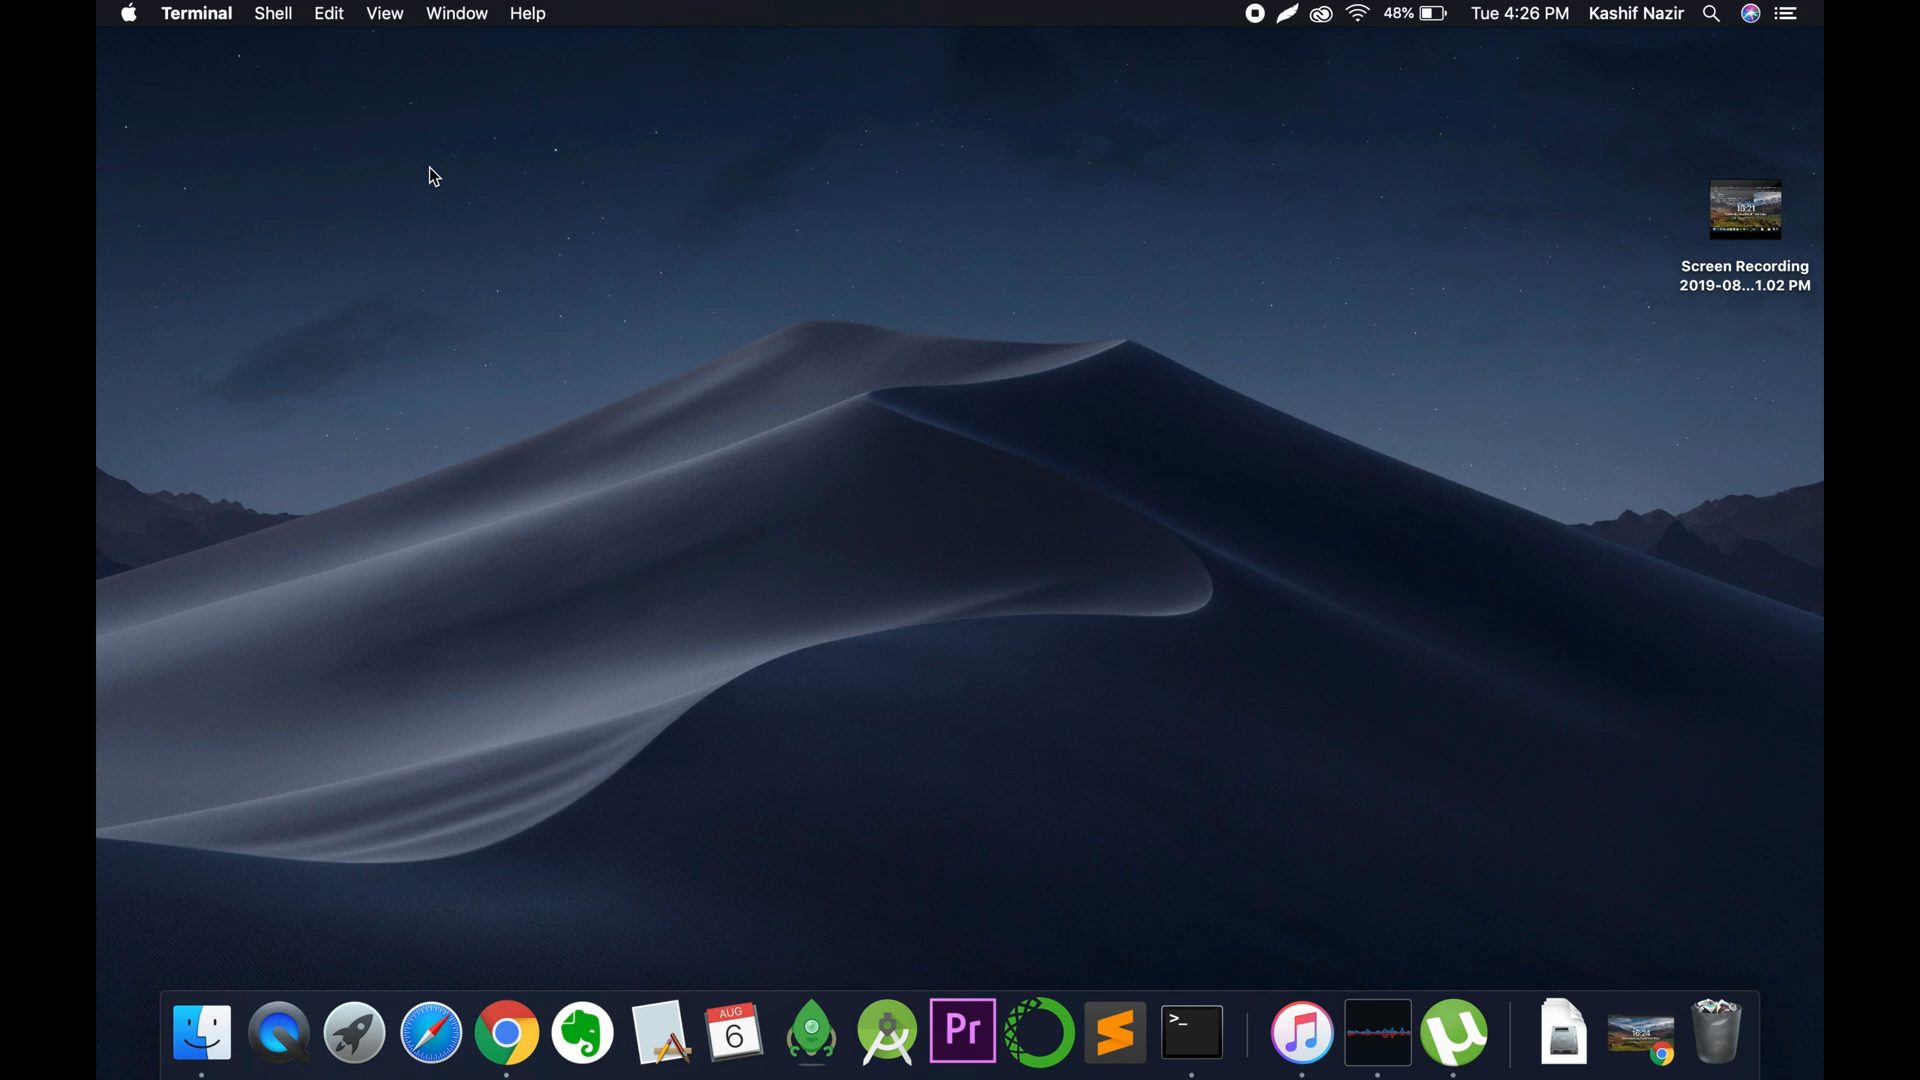 Terminal Shell Edit View Window Help 48% Tue 4:26 PM Kashif Nazir
Screen Recording
2019-08...1.02 PM
AUG
6
Pr
>_